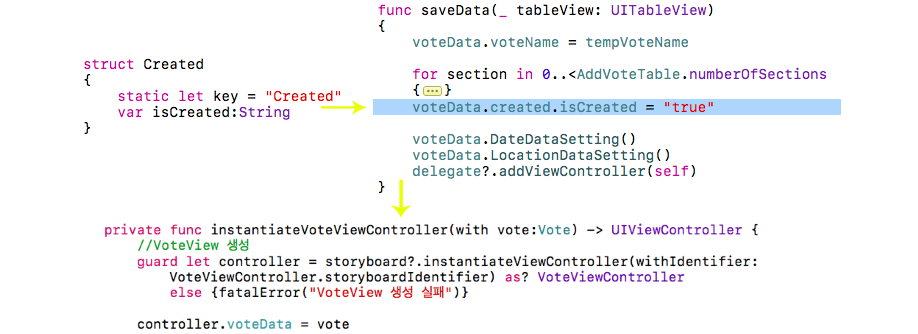 struct Created
{
    static let key = "Created"
    var isCreated:String
}
func saveData(_ tableView: UITableView)
{
    voteData.voteName = tempVoteName
    for section in 0..<AddVoteTable.numberOfSections
    {...}
    voteData.created.isCreated = "true"
    voteData.DateDataSetting()
    voteData.LocationDataSetting()
    delegate?.addViewController(self)
}
private func instantiateVoteViewController(with vote:Vote) -> UIViewController {
    //VoteView 생성
    guard let controller = storyboard?.instantiateViewController(withIdentifier:
        VoteViewController.storyboardIdentifier) as? VoteViewController
        else {fatalError("VoteView 생성 실패")}
    controller.voteData = vote